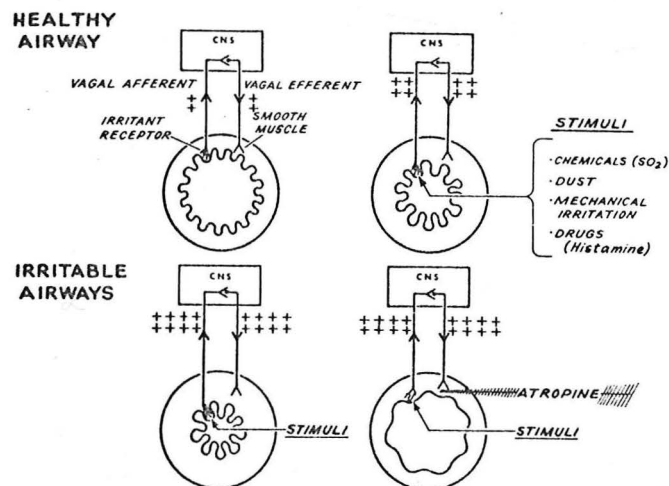 HEALTHY
AIRWAY
CNS
VAGAL AFFERENT
VAGAL EFFERENT
++
+
+
IRRITANT
RECEPTOR
SMOOTH
MUSCLE
CNS
++
++
++
++
STIMULI
·CHEMICALS (SO₂)
·DUST
·MECHANICAL
IRRITATION
·DRUGS
(Histamine)
IRRITABLE
AIRWAYS
CNS
+++++
+++++
+++++
+++++
STIMULI
CNS
+++++
+++++
+++++
+++++
ATROPINE
STIMULI